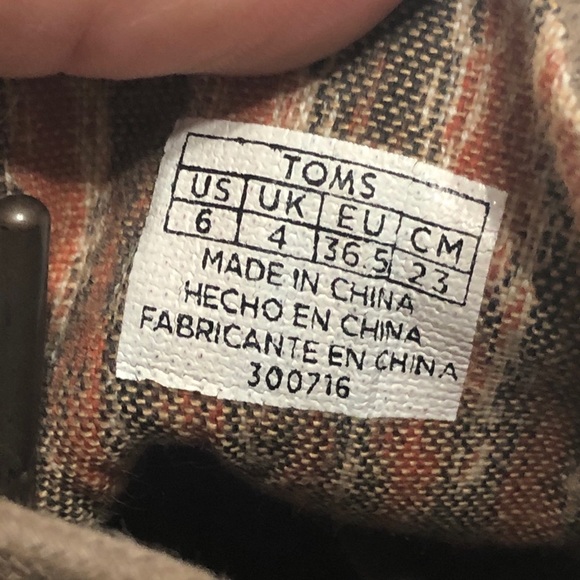 TOMS
US UK EU CM
6 4 36.5 23
MADE IN CHINA
HECHO EN CHINA
FABRICANTE EN CHINA
300716